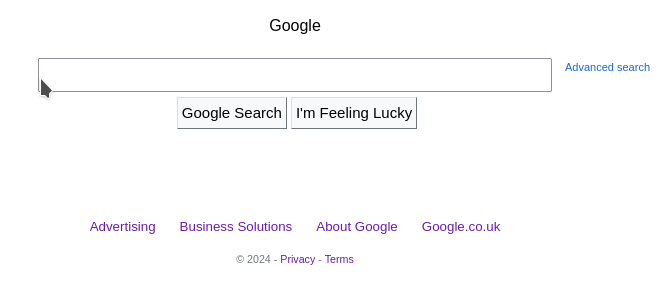 Google
Advanced search
Google Search I'm Feeling Lucky
Advertising Business Solutions About Google Google.co.uk
© 2024 - Privacy - Terms